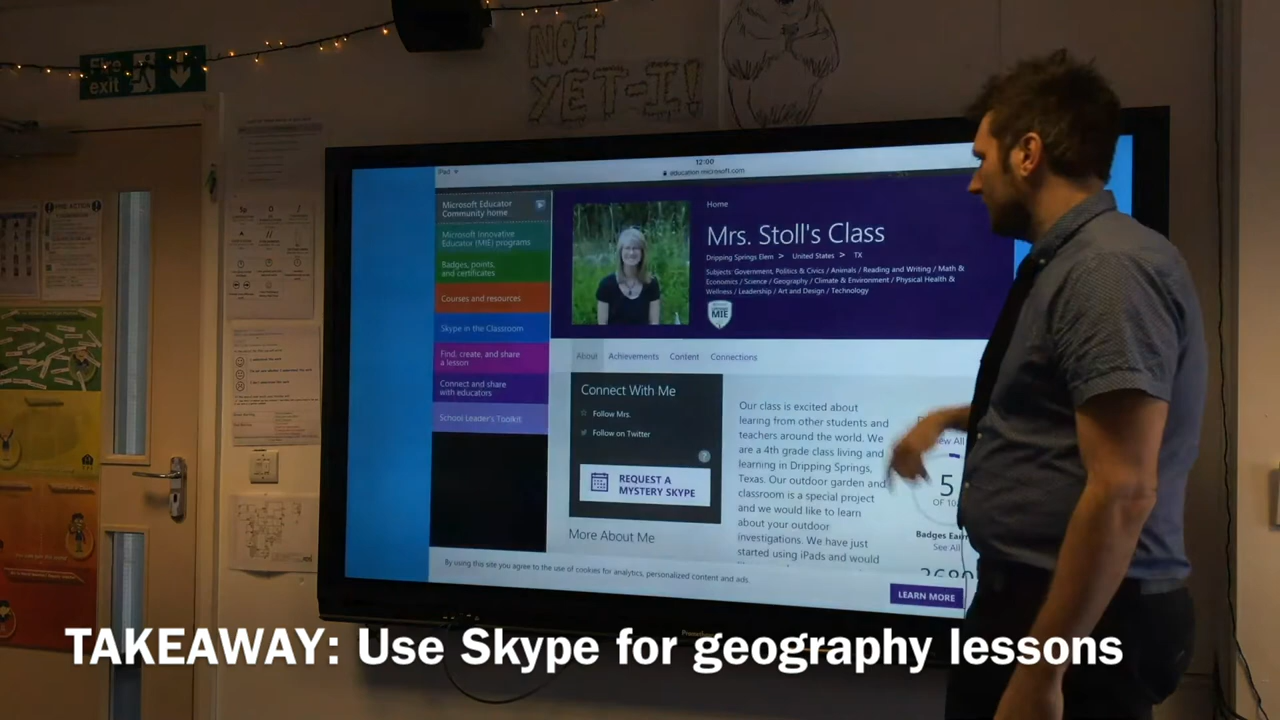 Fire
exit
NOT
YET-I!
iPad
12:00
education.microsoft.com
Microsoft Educator
Community home
Microsoft Innovative
Educator (MIE) programs
Badges, points,
and certificates
Courses and resources
Skype in the Classroom
Find, create, and share
a lesson
Connect and share
with educators
School Leader's Toolkit
Home
Mrs. Stoll's Class
Dripping Springs Elem > United States > TX
Subjects: Government, Politics & Civics / Animals / Reading and Writing / Math &
Economics / Science / Geography / Climate & Environment / Physical Health &
Wellness / Leadership / Art and Design / Technology
MIE
About Achievements Content Connections
Connect With Me
Follow Mrs.
Follow on Twitter
?
REQUEST A
MYSTERY SKYPE
More About Me
Our class is excited about
learing from other students and
teachers around the world. We
are a 4th grade class living and
learning in Dripping Springs,
Texas. Our outdoor garden and
classroom is a special project
and we would like to learn
about your outdoor
investigations. We have just
started using iPads and would
View All
5
OF 10
Badges Earn
See All
By using this site you agree to the use of cookies for analytics, personalized content and ads.
LEARN MORE
TAKEAWAY: Use Skype for geography lessons